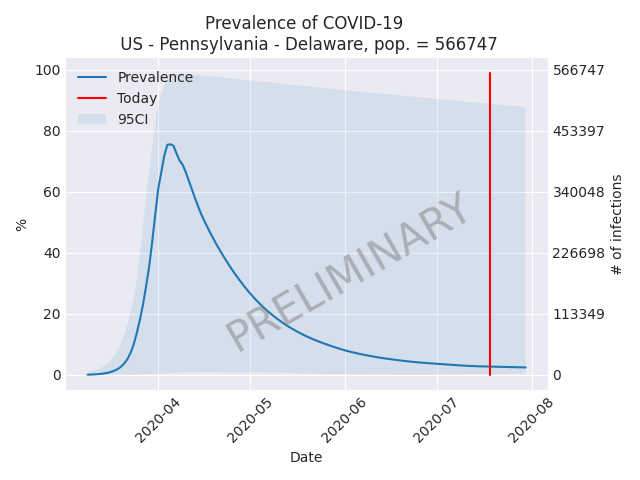 Prevalence of COVID-19
US - Pennsylvania - Delaware, pop. = 566747
Prevalence
Today
95CI
100
80
60
40
20
0
%
566747
453397
340048
226698
113349
0
# of infections
PRELIMINARY
2020-04
2020-05
2020-06
2020-07
2020-08
Date